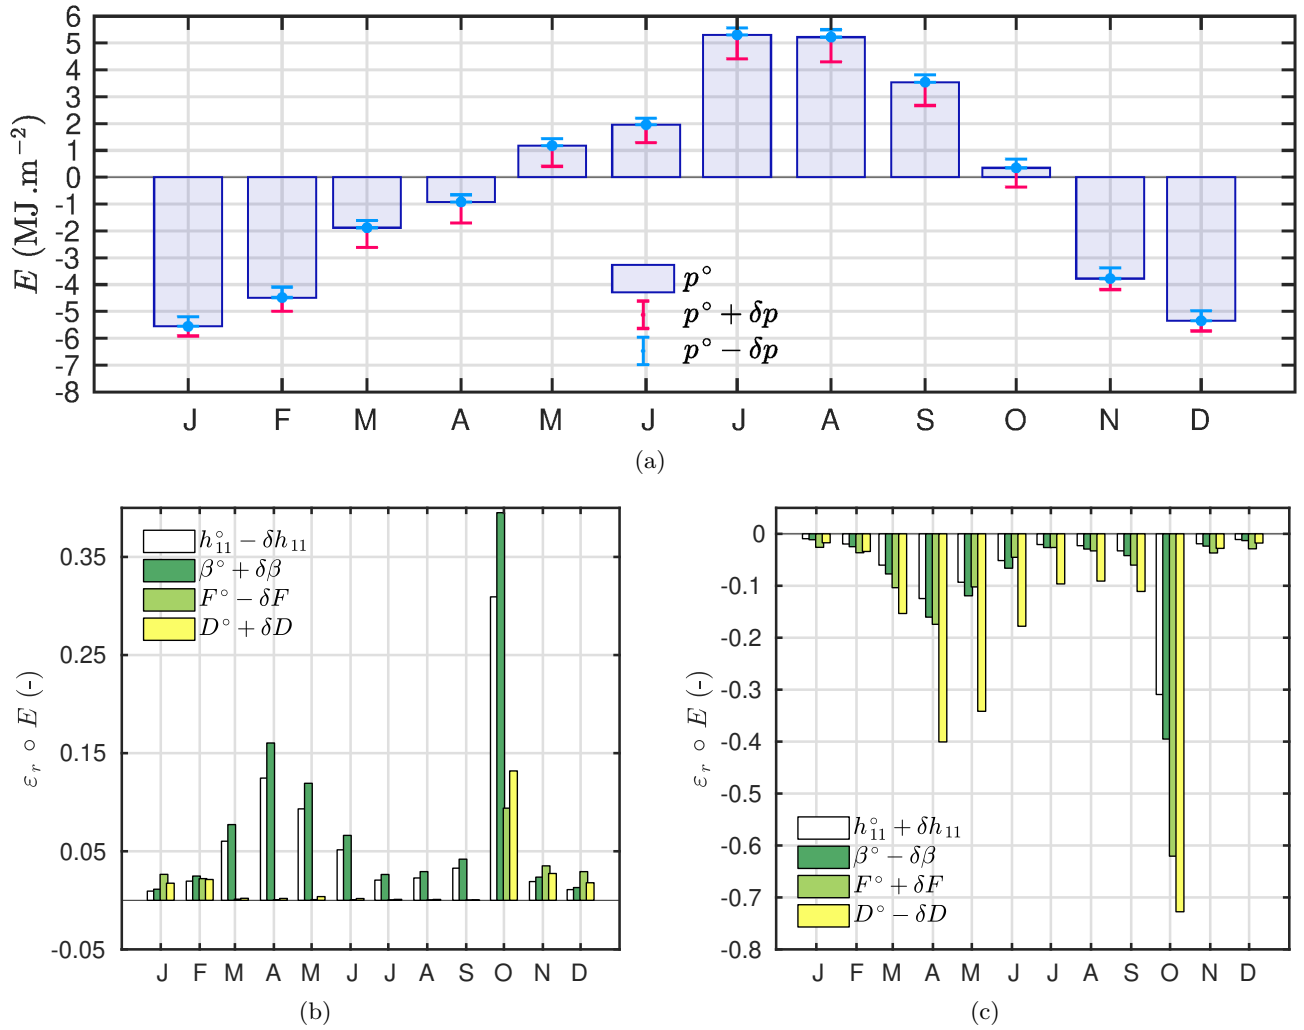 6
5
4
3
2
1
0
-1
-2
-3
-4
-5
-6
-7
-8
E (MJ .m⁻²)
p°
p° + δp
p° − δp
J F M A M J J A S O N D
(a)
0.35
0.25
0.15
0.05
-0.05
ε_r ∘ E (-)
h°₁₁ − δh₁₁
β° + δβ
F° − δF
D° + δD
J F M A M J J A S O N D
(b)
0
-0.1
-0.2
-0.3
-0.4
-0.5
-0.6
-0.7
-0.8
ε_r ∘ E (-)
h°₁₁ + δh₁₁
β° − δβ
F° + δF
D° − δD
J F M A M J J A S O N D
(c)